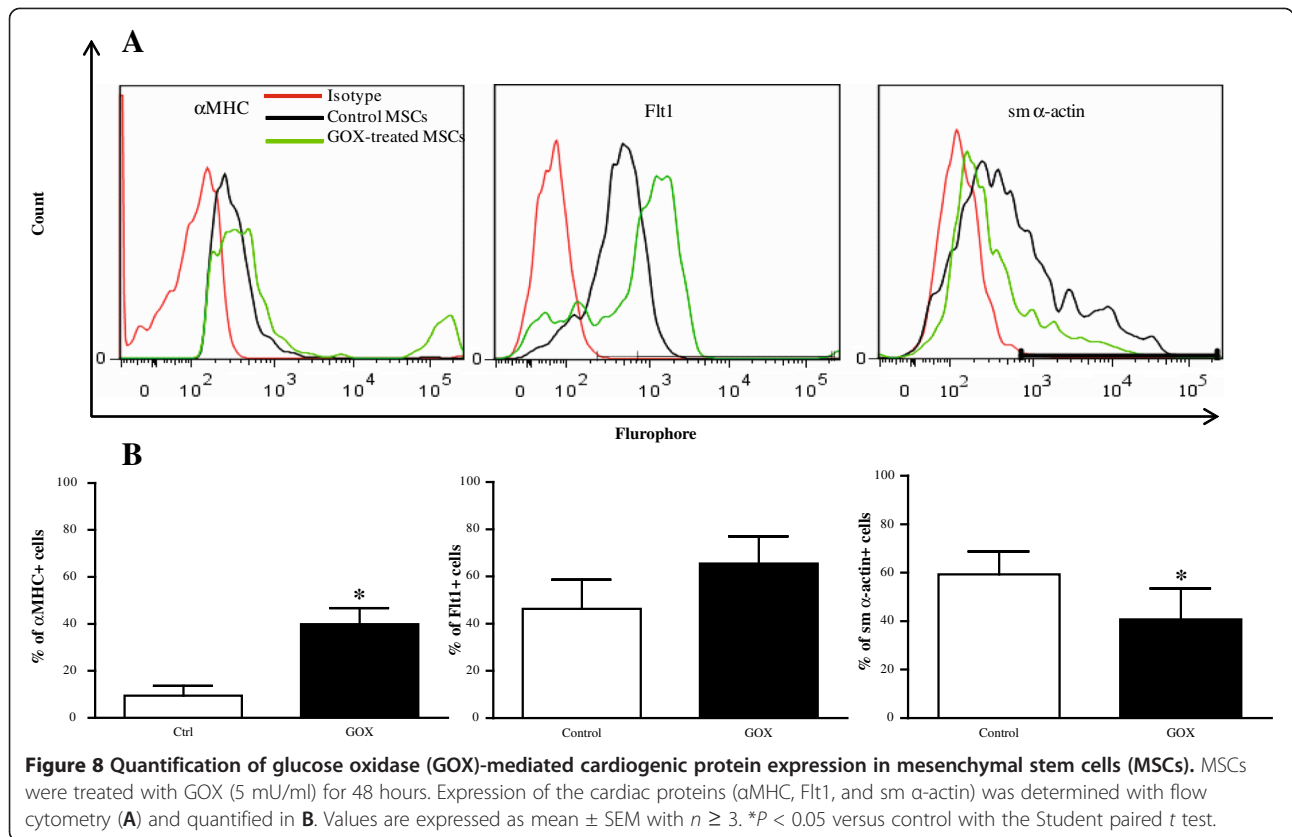 A
αMHC
Isotype
Control MSCs
GOX-treated MSCs
Flt1
sm α-actin
Count
0
0 10² 10³ 10⁴ 10⁵
0
0 10² 10³ 10⁴ 10⁵
0
0 10² 10³ 10⁴ 10⁵
Flurophore
B
% of αMHC+ cells
100
80
60
40
20
0
*
Ctrl GOX
% of Flt1+ cells
100
80
60
40
20
0
Control GOX
% of sm α-actin+ cells
100
80
60
40
20
0
*
Control GOX
Figure 8 Quantification of glucose oxidase (GOX)-mediated cardiogenic protein expression in mesenchymal stem cells (MSCs). MSCs
were treated with GOX (5 mU/ml) for 48 hours. Expression of the cardiac proteins (αMHC, Flt1, and sm α-actin) was determined with flow
cytometry (A) and quantified in B. Values are expressed as mean ± SEM with n ≥ 3. *P < 0.05 versus control with the Student paired t test.